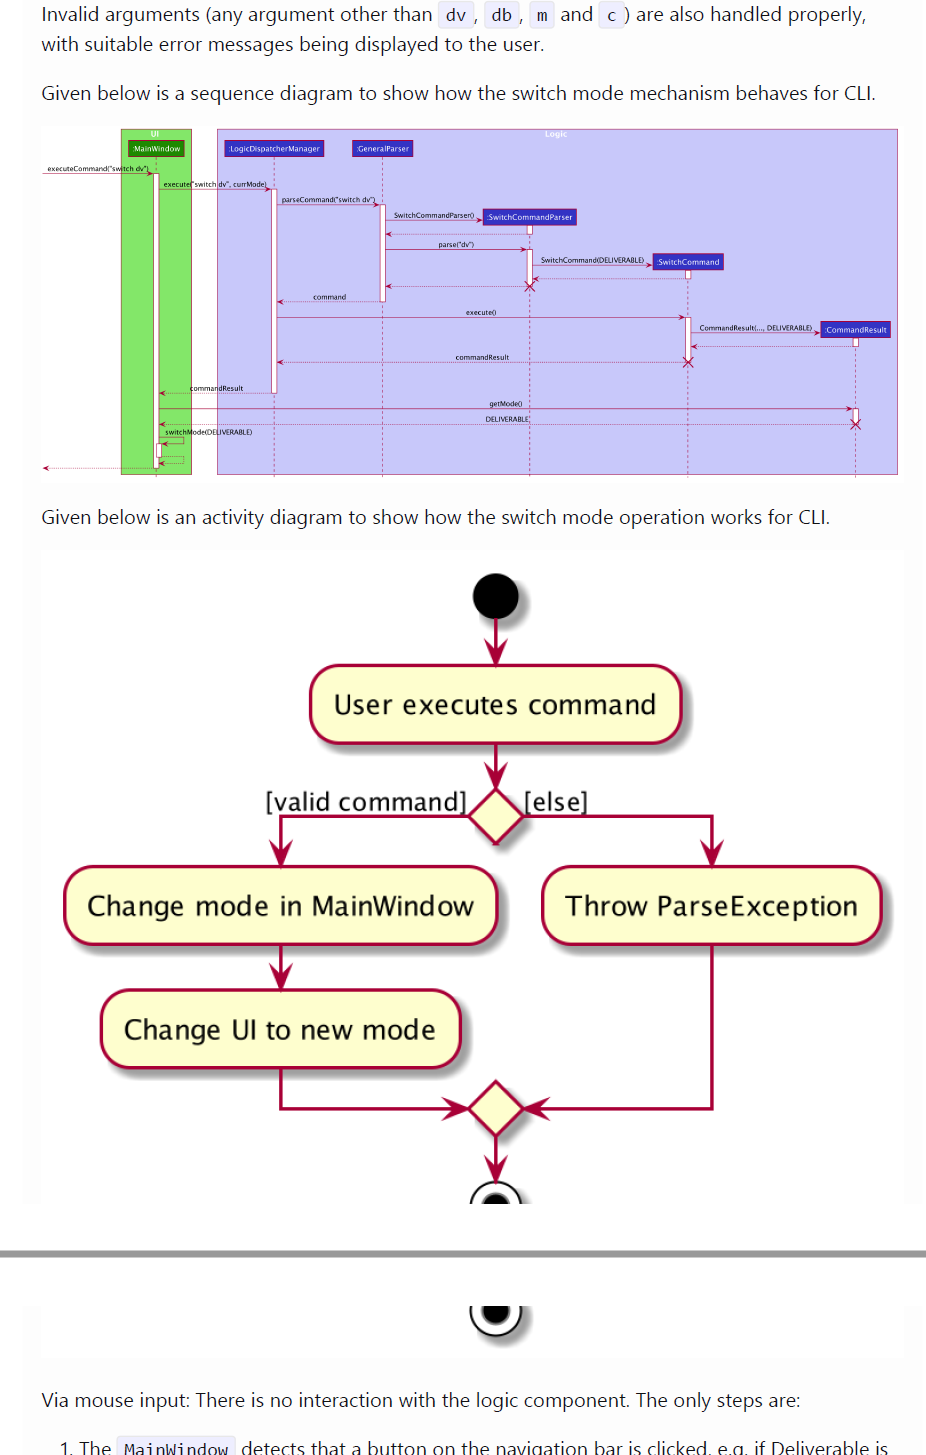 Invalid arguments (any argument other than dv , db , m and c ) are also handled properly,
with suitable error messages being displayed to the user.
Given below is a sequence diagram to show how the switch mode mechanism behaves for CLI.
UI
Logic
:MainWindow
:LogicDispatcherManager
:GeneralParser
executeCommand("switch dv")
execute("switch dv", currMode)
parseCommand("switch dv")
SwitchCommandParser()
:SwitchCommandParser
parse("dv")
SwitchCommand(DELIVERABLE)
:SwitchCommand
command
execute()
CommandResult(..., DELIVERABLE)
:CommandResult
commandResult
commandResult
getMode()
DELIVERABLE
switchMode(DELIVERABLE)
Given below is an activity diagram to show how the switch mode operation works for CLI.
User executes command
[valid command]
[else]
Change mode in MainWindow
Throw ParseException
Change UI to new mode
Via mouse input: There is no interaction with the logic component. The only steps are:
1. The MainWindow detects that a button on the navigation bar is clicked, e.g. if Deliverable is